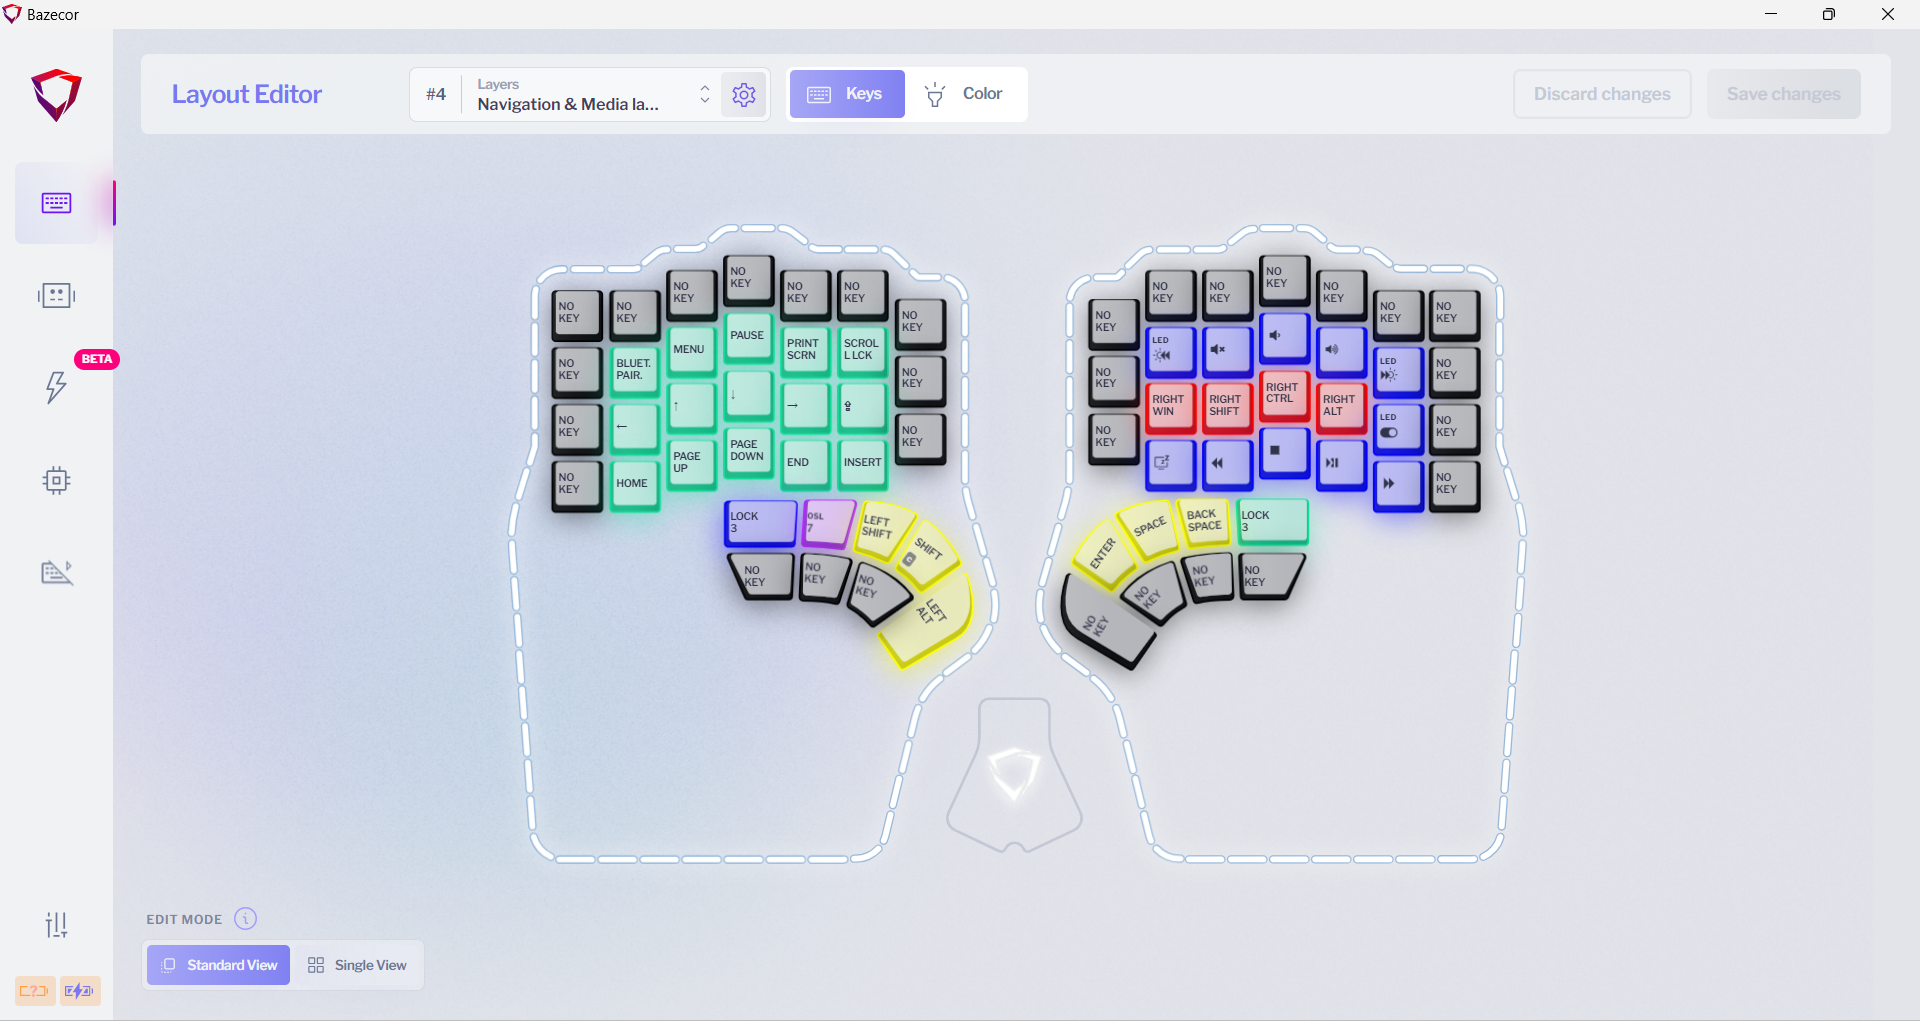 Bazecor
Layout Editor
#4
Layers
Navigation & Media la...
Keys
Color
Discard changes
Save changes
BETA
NO
KEY
NO
KEY
NO
KEY
NO
KEY
NO
KEY
NO
KEY
NO
KEY
NO
KEY
BLUET.
PAIR.
MENU
PAUSE
PRINT
SCRN
SCROL
L LCK
NO
KEY
NO
KEY
←
↑
↓
→
⇪
NO
KEY
NO
KEY
HOME
PAGE
UP
PAGE
DOWN
END
INSERT
LOCK
3
OSL
7
LEFT
SHIFT
SHIFT
C
NO
KEY
NO
KEY
NO
KEY
LEFT
ALT
NO
KEY
NO
KEY
NO
KEY
NO
KEY
NO
KEY
NO
KEY
NO
KEY
NO
KEY
LED
LED
NO
KEY
NO
KEY
RIGHT
WIN
RIGHT
SHIFT
RIGHT
CTRL
RIGHT
ALT
LED
NO
KEY
NO
KEY
ENTER
SPACE
BACK
SPACE
LOCK
3
NO
KEY
NO
KEY
NO
KEY
NO
KEY
EDIT MODE
Standard View
Single View